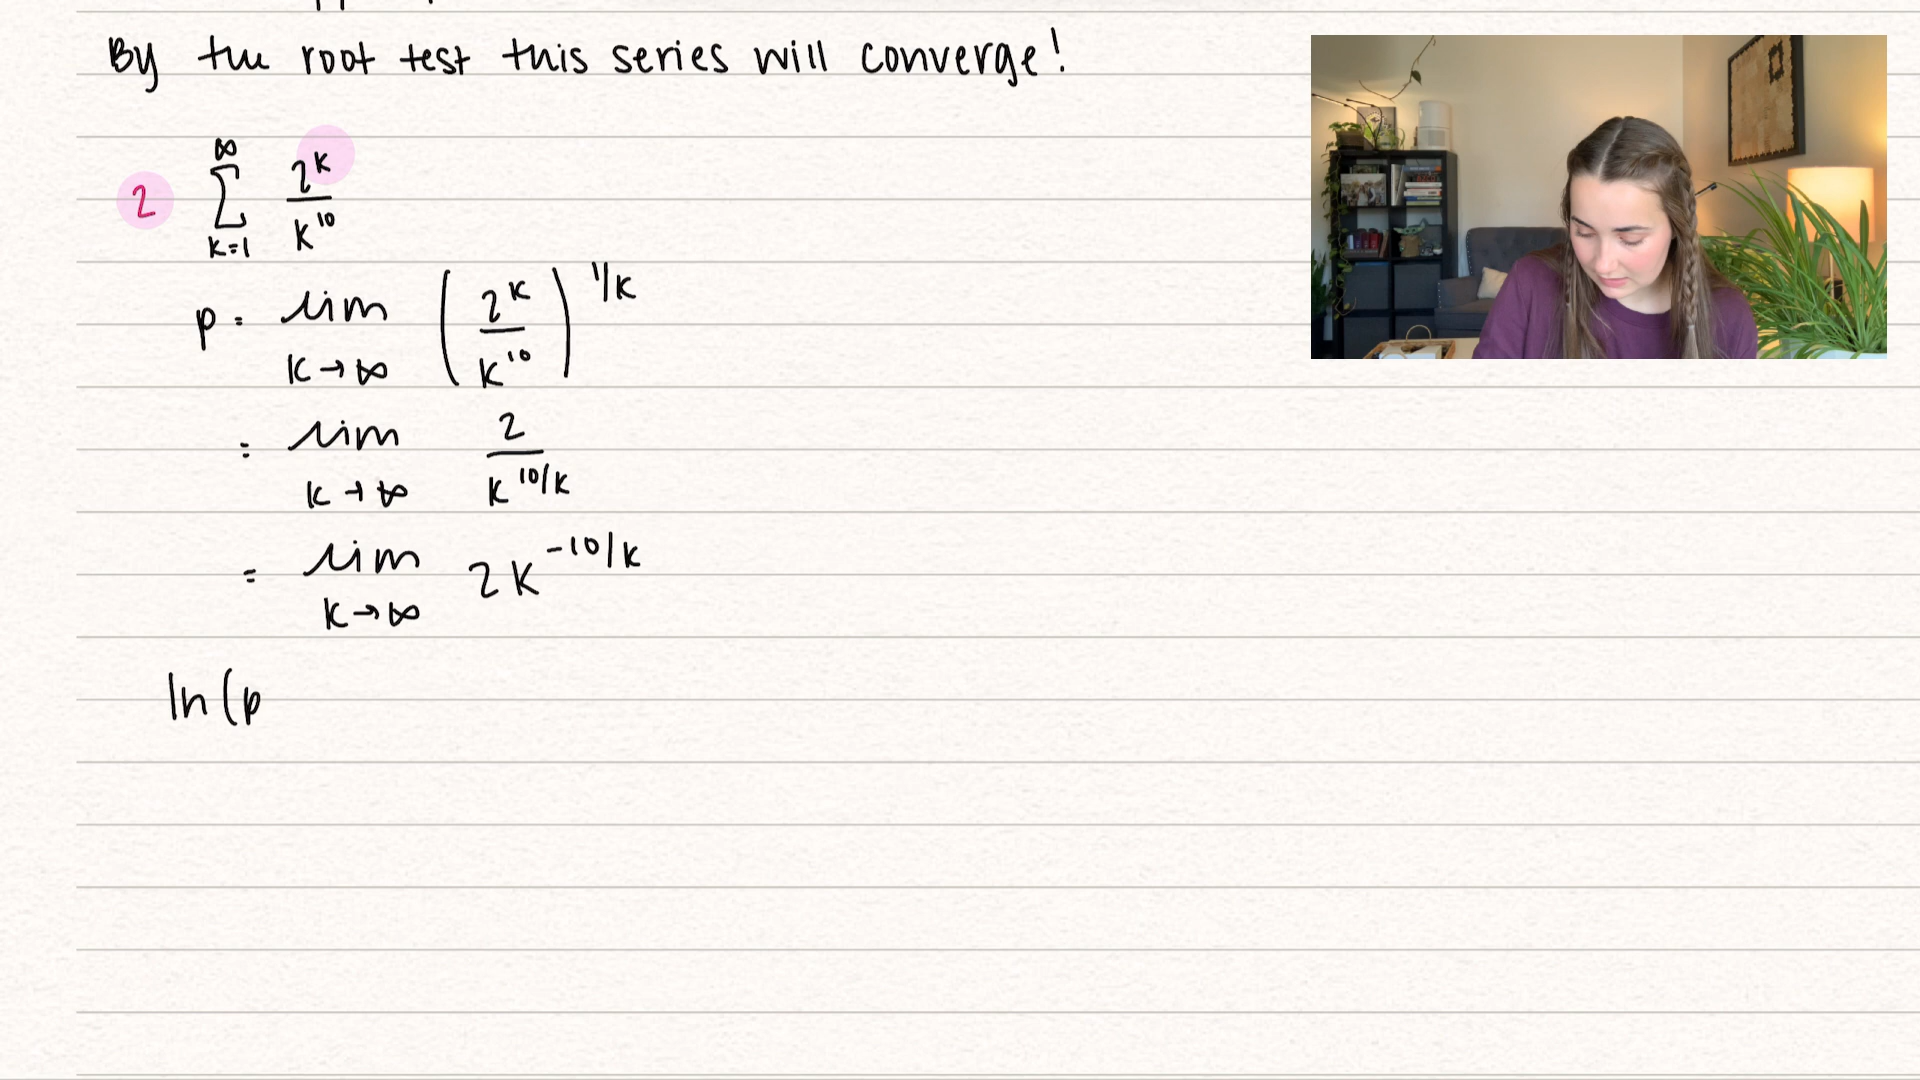 By the root test this series will converge!
2 ∞ Σ k=1 2^k / k^10
p = lim k→∞ (2^k / k^10)^1/k
= lim k→∞ 2 / k^10/k
= lim k→∞ 2k^-10/k
ln(p